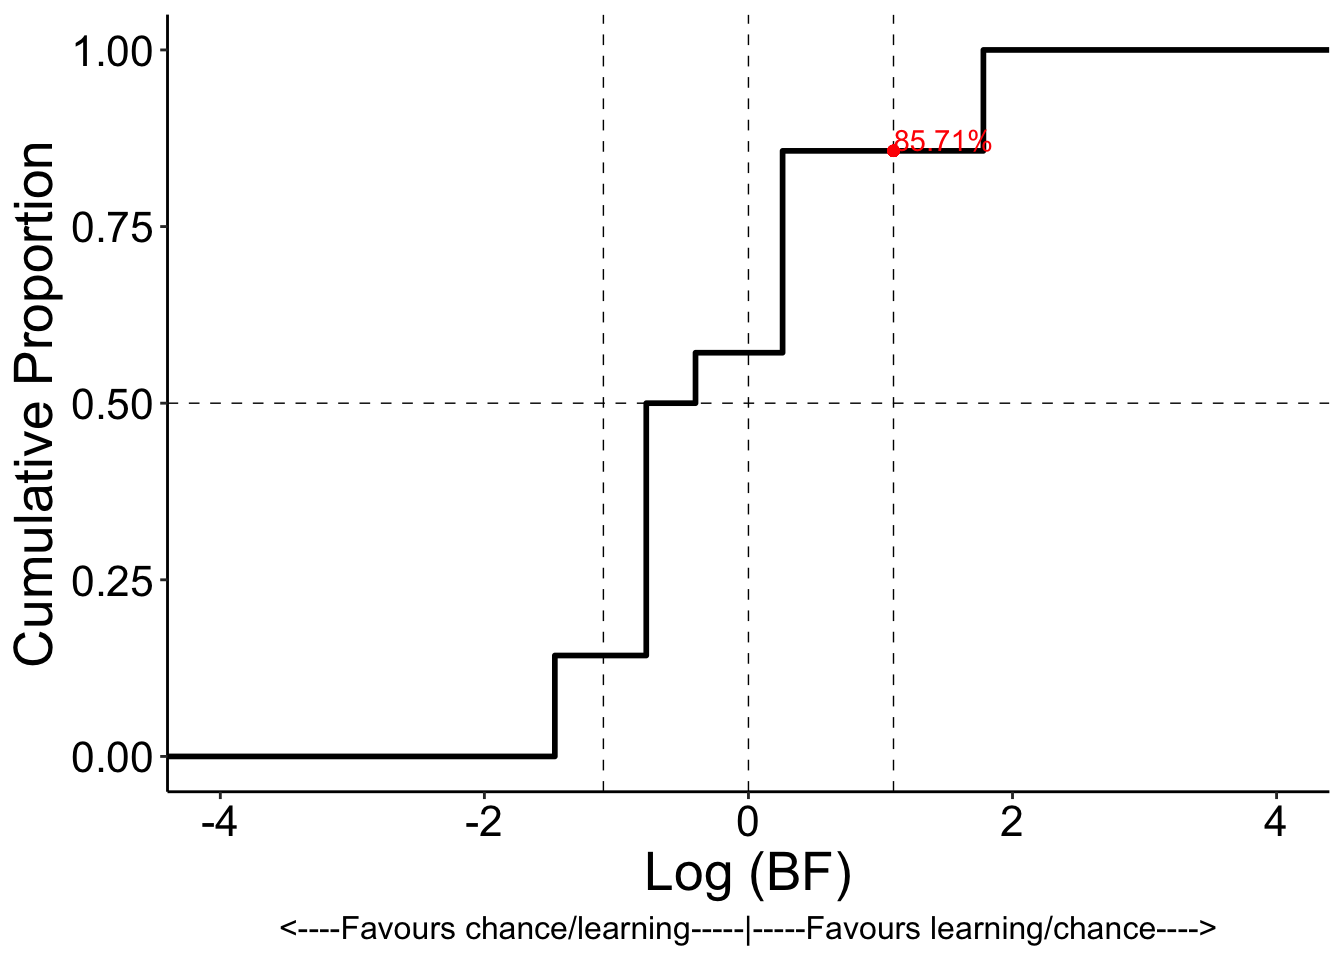 Cumulative Proportion
1.00
0.75
0.50
0.25
0.00
85.71%
-4 -2 0 2 4
Log (BF)
<----Favours chance/learning-----|-----Favours learning/chance---->